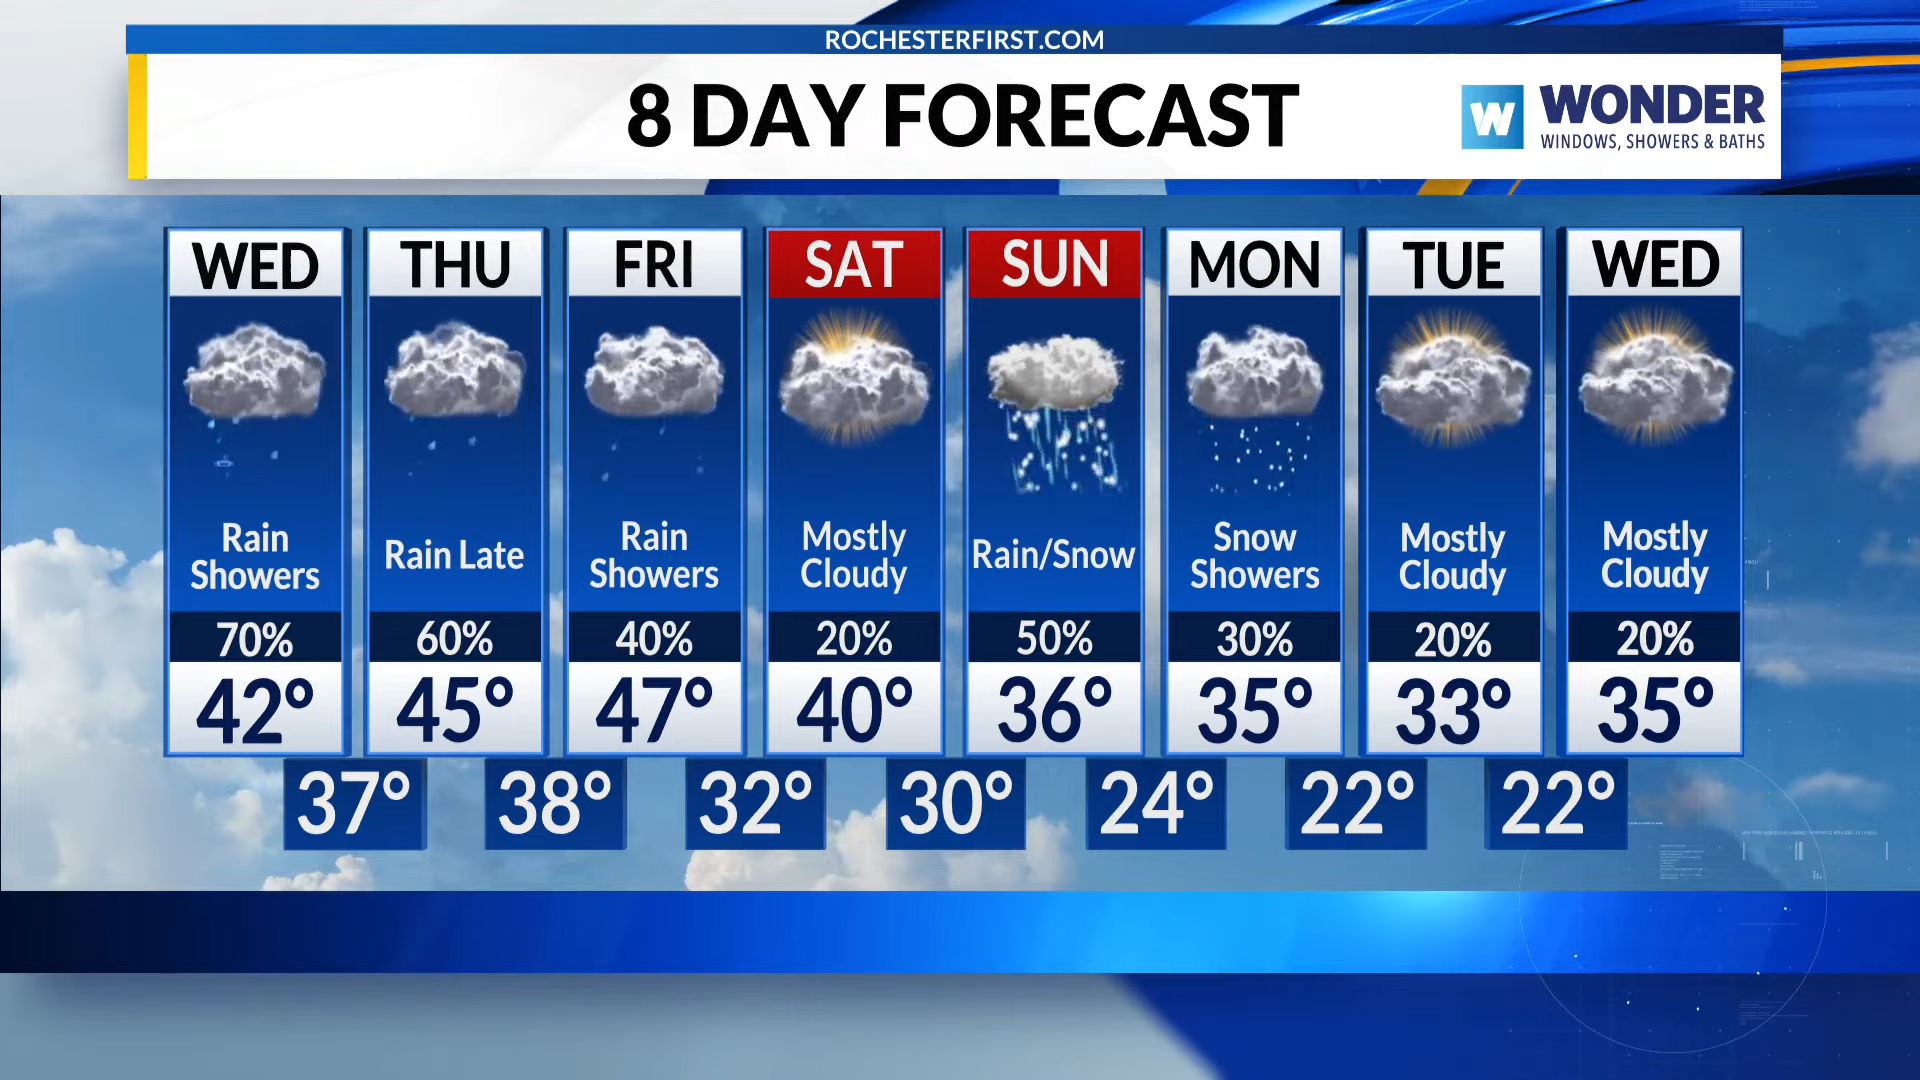 ROCHESTERFIRST.COM
8 DAY FORECAST
W WONDER
WINDOWS, SHOWERS & BATHS
WED THU FRI SAT SUN MON TUE WED
Rain Showers
Rain Late
Rain Showers
Mostly Cloudy
Rain/Snow
Snow Showers
Mostly Cloudy
Mostly Cloudy
70% 60% 40% 20% 50% 30% 20% 20%
42° 45° 47° 40° 36° 35° 33° 35°
37° 38° 32° 30° 24° 22° 22°